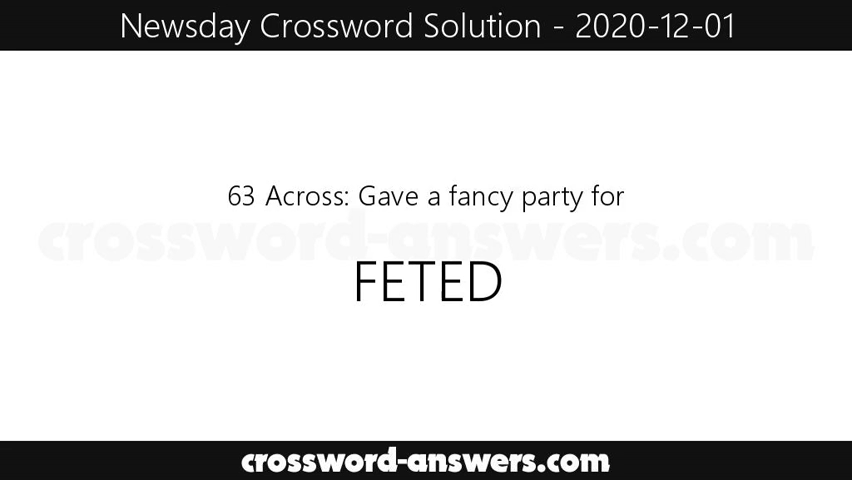 Newsday Crossword Solution - 2020-12-01
63 Across: Gave a fancy party for
crossword-answers.com
FETED
crossword-answers.com